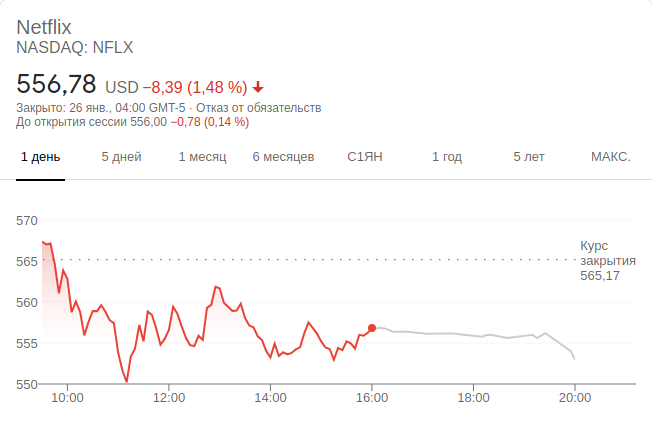 Netflix
NASDAQ: NFLX
556,78 USD −8,39 (1,48 %)
Закрыто: 26 янв., 04:00 GMT-5 · Отказ от обязательств
До открытия сессии 556,00 −0,78 (0,14 %)
1 день 5 дней 1 месяц 6 месяцев С1ЯН 1 год 5 лет МАКС.
570
Курс
565 закрытия
565,17
560
555
550
10:00 12:00 14:00 16:00 18:00 20:00